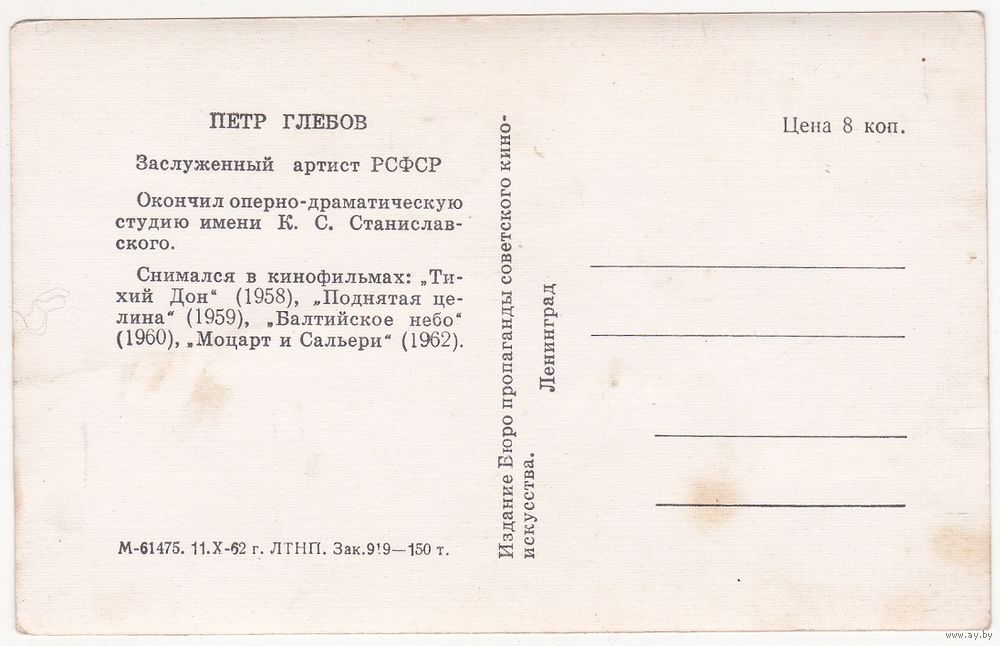 ПЕТР ГЛЕБОВ
Заслуженный артист РСФСР
Окончил оперно-драматическую
студию имени К. С. Станислав-
ского.
Снимался в кинофильмах: „Ти-
хий Дон“ (1958), „Поднятая це-
лина“ (1959), „Балтийское небо“
(1960), „Моцарт и Сальери“ (1962).
М-61475. 11.X-62 г. ЛТНП. Зак.919—150 т.
Издание Бюро пропаганды советского кино-
искусства.
Ленинград
Цена 8 коп.
www.ay.by